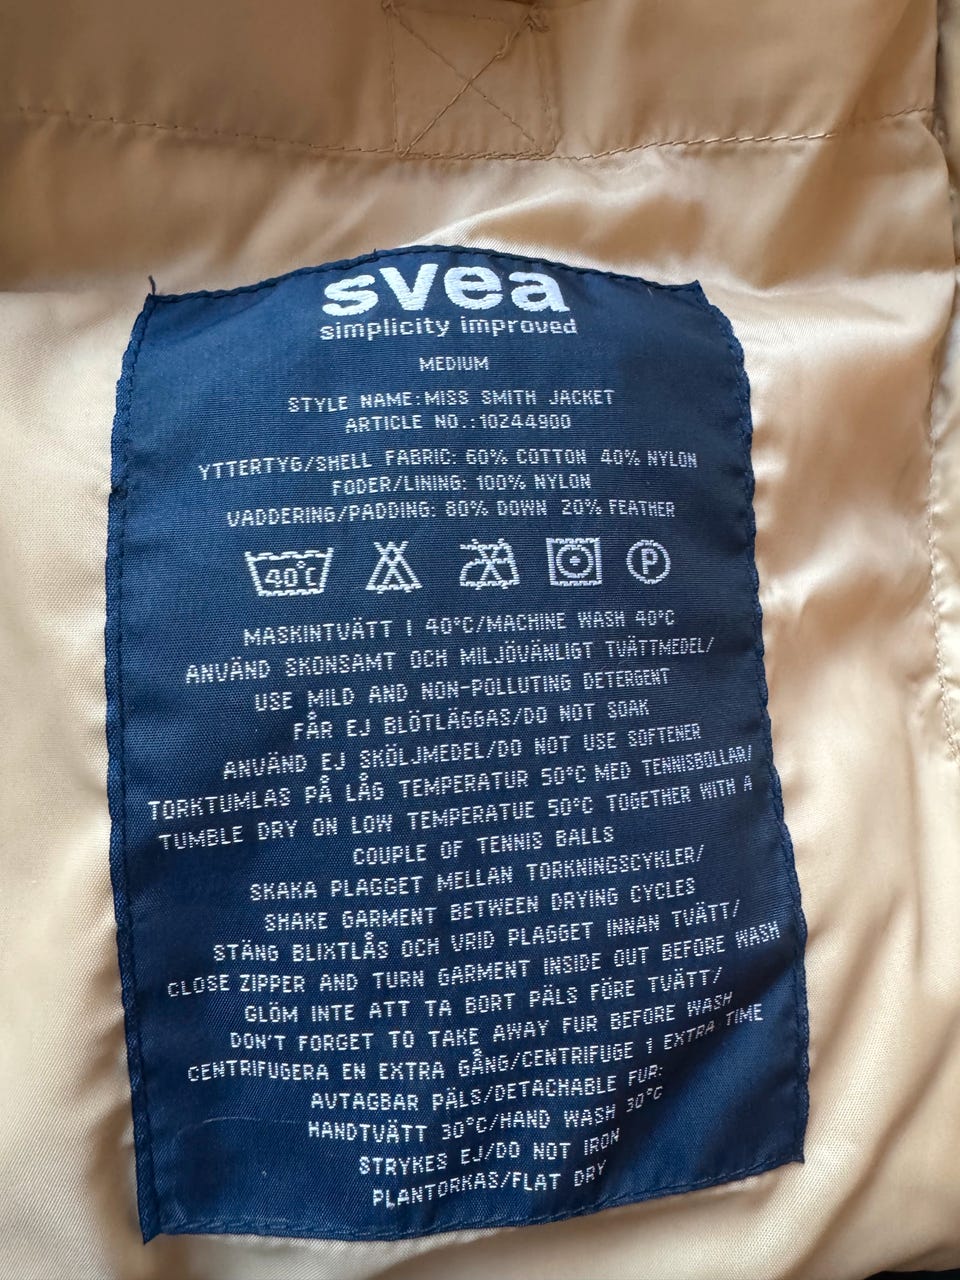 svea
simplicity improved
MEDIUM
STYLE NAME:MISS SMITH JACKET
ARTICLE NO.:10244900
YTTERTYG/SHELL FABRIC: 60% COTTON 40% NYLON
FODER/LINING: 100% NYLON
VADDERING/PADDING: 80% DOWN 20% FEATHER
40°C P
MASKINTVÄTT I 40°C/MACHINE WASH 40°C
ANVÄND SKONSAMT OCH MILJÖVÄNLIGT TVÄTTMEDEL/
USE MILD AND NON-POLLUTING DETERGENT
FÅR EJ BLÖTLÄGGAS/DO NOT SOAK
ANVÄND EJ SKÖLJMEDEL/DO NOT USE SOFTENER
TORKTUMLAS PÅ LÅG TEMPERATUR 50°C MED TENNISBOLLAR/
TUMBLE DRY ON LOW TEMPERATUE 50°C TOGETHER WITH A
COUPLE OF TENNIS BALLS
SKAKA PLAGGET MELLAN TORKNINGSCYKLER/
SHAKE GARMENT BETWEEN DRYING CYCLES
STÄNG BLIXTLÅS OCH VRID PLAGGET INNAN TVÄTT/
CLOSE ZIPPER AND TURN GARMENT INSIDE OUT BEFORE WASH
GLÖM INTE ATT TA BORT PÄLS FÖRE TVÄTT/
DON'T FORGET TO TAKE AWAY FUR BEFORE WASH
CENTRIFUGERA EN EXTRA GÅNG/CENTRIFUGE 1 EXTRA TIME
AVTAGBAR PÄLS/DETACHABLE FUR:
HANDTVÄTT 30°C/HAND WASH 30°C
STRYKES EJ/DO NOT IRON
PLANTORKAS/FLAT DRY